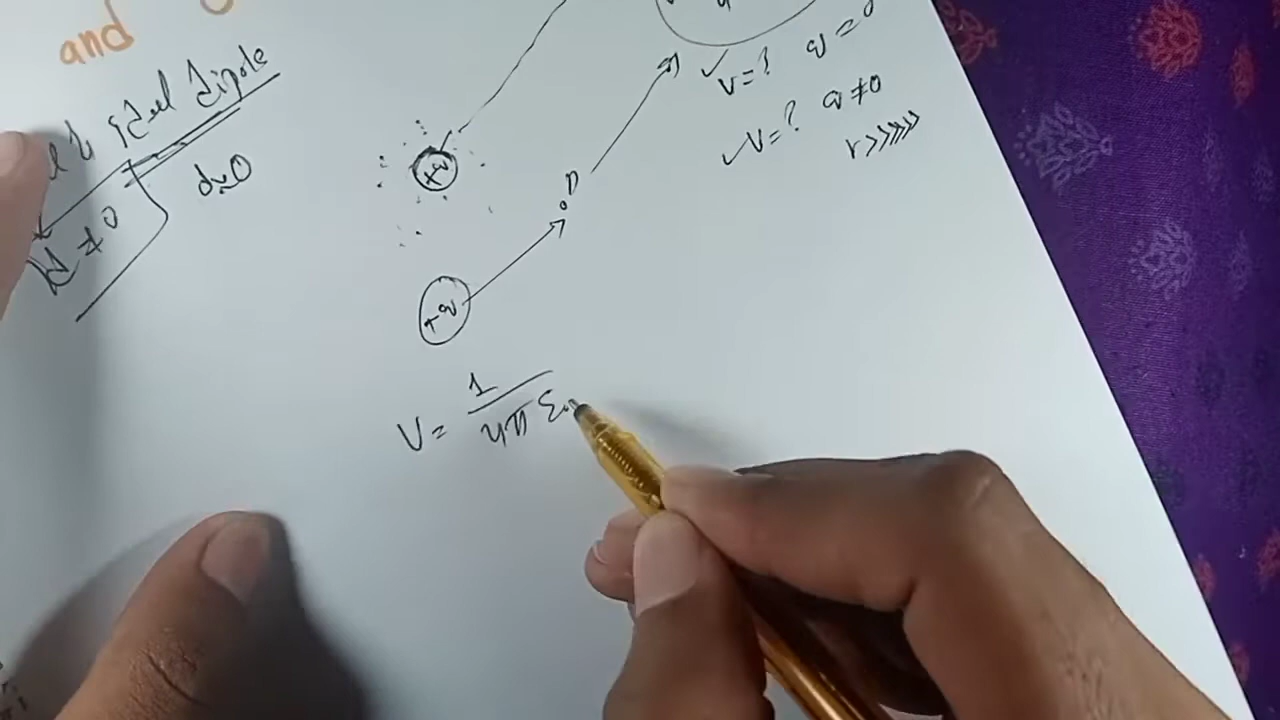 and
ideal dipole
d≈0
≠ 0
V=? q=0
V=? q≠0
r>>>>>
+q
P
+q
V = 1/4πε₀